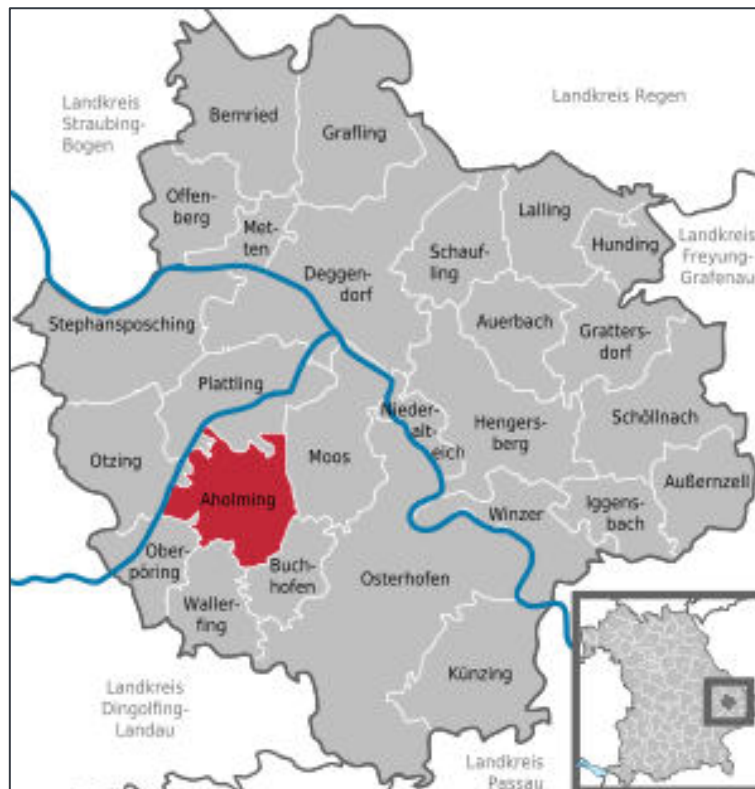 Landkreis
Straubing-
Bogen
Bernried
Grafling
Landkreis Regen
Offen-
berg
Met-
ten
Lalling
Hunding
Schauf-
ling
Landkreis
Freyung-
Grafenau
Deggen-
dorf
Stephansposching
Auerbach
Gratters-
dorf
Plattling
Nieder-
alt-
eich
Hengers-
berg
Schöllnach
Otzing
Moos
Außernzell
Aholming
Winzer
Iggens-
bach
Ober-
pöring
Buch-
hofen
Osterhofen
Waller-
fing
Künzing
Landkreis
Dingolfing-
Landau
Landkreis
Passau